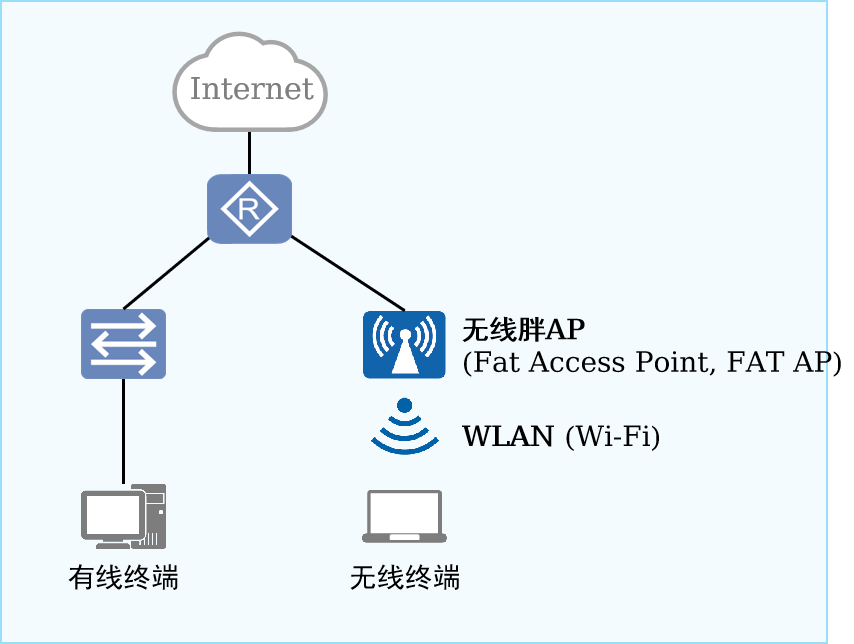 Internet
R
无线胖AP
(Fat Access Point, FAT AP)
WLAN (Wi-Fi)
有线终端
无线终端